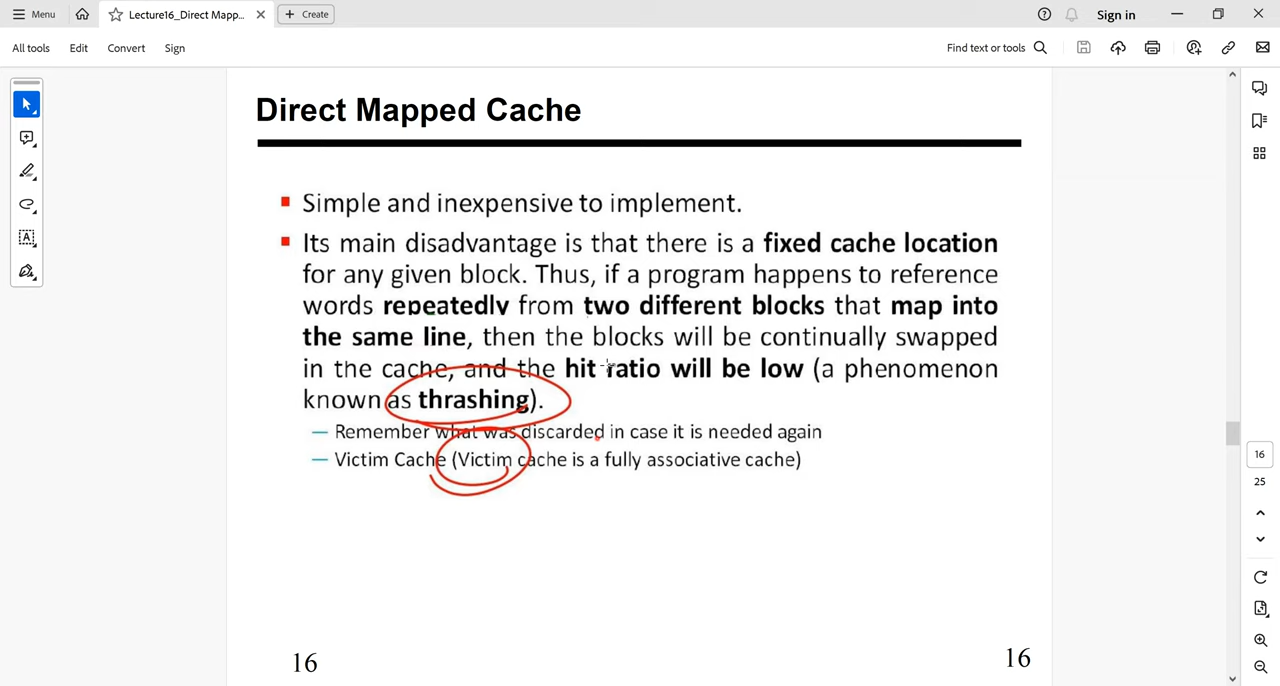 Menu
Lecture16_Direct Mapp...
Create
Sign in
All tools
Edit
Convert
Sign
Find text or tools
Direct Mapped Cache
Simple and inexpensive to implement.
Its main disadvantage is that there is a fixed cache location
for any given block. Thus, if a program happens to reference
words repeatedly from two different blocks that map into
the same line, then the blocks will be continually swapped
in the cache, and the hit ratio will be low (a phenomenon
known as thrashing).
— Remember what was discarded in case it is needed again
— Victim Cache (Victim cache is a fully associative cache)
16
25
16
16